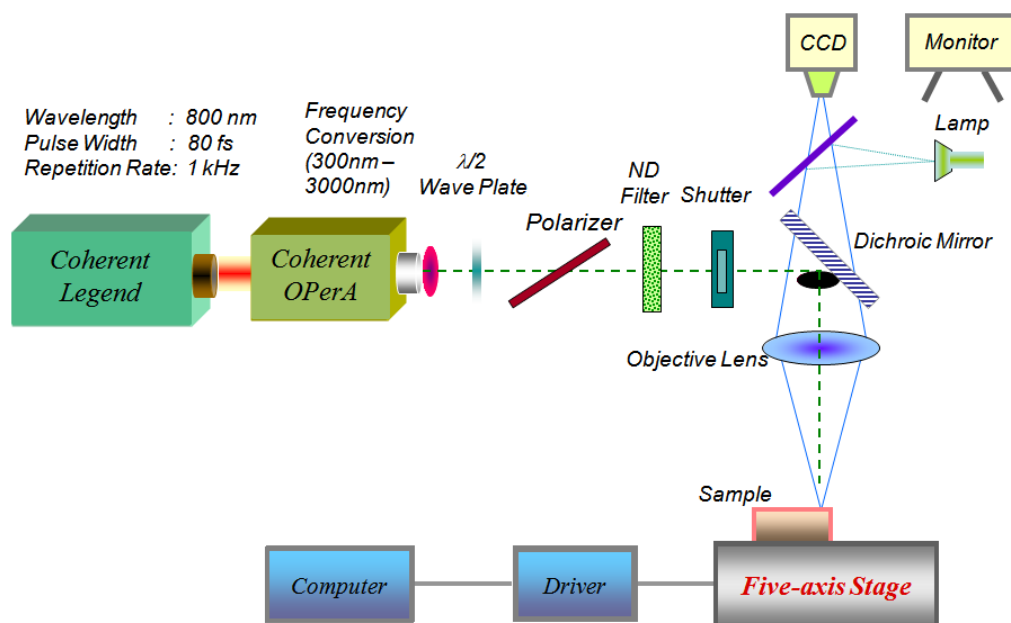 CCD
Monitor
Wavelength : 800 nm
Pulse Width : 80 fs
Repetition Rate: 1 kHz
Frequency
Conversion
(300nm –
3000nm)
λ/2
Wave Plate
Polarizer
ND
Filter
Shutter
Lamp
Dichroic Mirror
Coherent
Legend
Coherent
OPerA
Objective Lens
Sample
Computer
Driver
Five-axis Stage